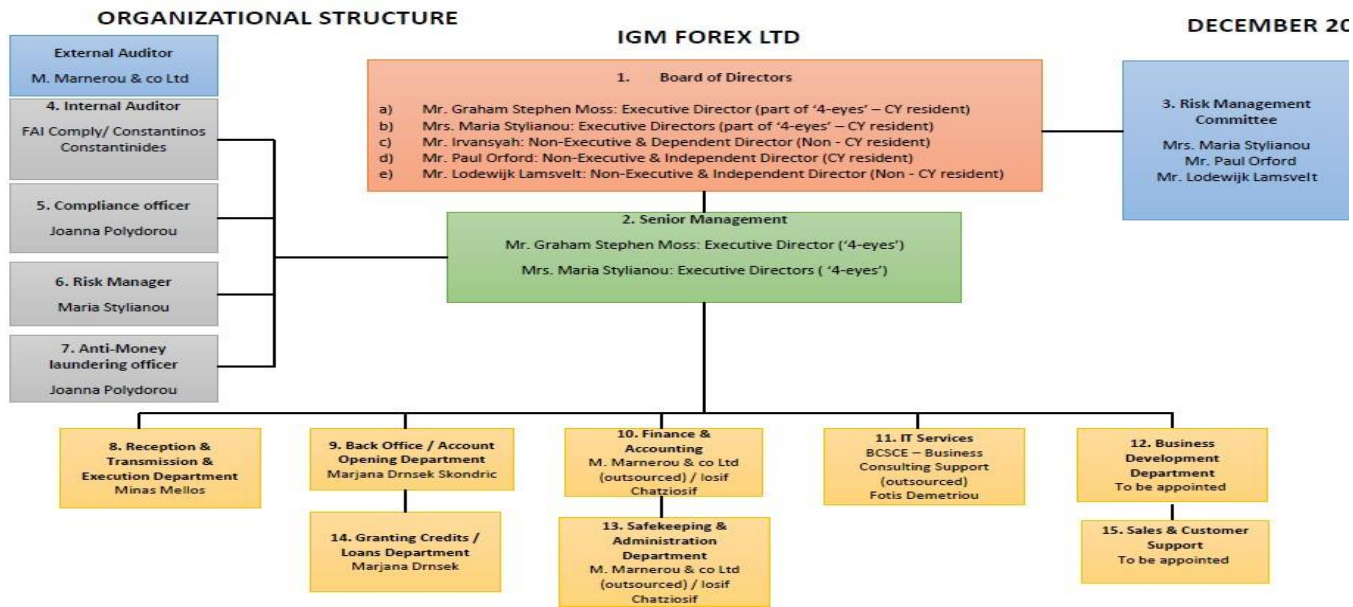 ORGANIZATIONAL STRUCTURE
IGM FOREX LTD
DECEMBER 20
External Auditor
M. Marnerou & co Ltd
4. Internal Auditor
FAI Comply/ Constantinos
Constantinides
5. Compliance officer
Joanna Polydorou
6. Risk Manager
Maria Stylianou
7. Anti-Money
laundering officer
Joanna Polydorou
1. Board of Directors
a) Mr. Graham Stephen Moss: Executive Director (part of ‘4-eyes’ – CY resident)
b) Mrs. Maria Stylianou: Executive Directors (part of ‘4-eyes’ – CY resident)
c) Mr. Irvansyah: Non-Executive & Dependent Director (Non - CY resident)
d) Mr. Paul Orford: Non-Executive & Independent Director (CY resident)
e) Mr. Lodewijk Lamsvelt: Non-Executive & Independent Director (Non - CY resident)
3. Risk Management
Committee
Mrs. Maria Stylianou
Mr. Paul Orford
Mr. Lodewijk Lamsvelt
2. Senior Management
Mr. Graham Stephen Moss: Executive Director (‘4-eyes’)
Mrs. Maria Stylianou: Executive Directors ( ‘4-eyes’)
8. Reception &
Transmission &
Execution Department
Minas Mellos
9. Back Office / Account
Opening Department
Marjana Drnsek Skondric
10. Finance &
Accounting
M. Marnerou & co Ltd
(outsourced) / Iosif
Chatziosif
11. IT Services
BCSCE – Business
Consulting Support
(outsourced)
Fotis Demetriou
12. Business
Development
Department
To be appointed
14. Granting Credits /
Loans Department
Marjana Drnsek
13. Safekeeping &
Administration
Department
M. Marnerou & co Ltd
(outsourced) / Iosif
Chatziosif
15. Sales & Customer
Support
To be appointed